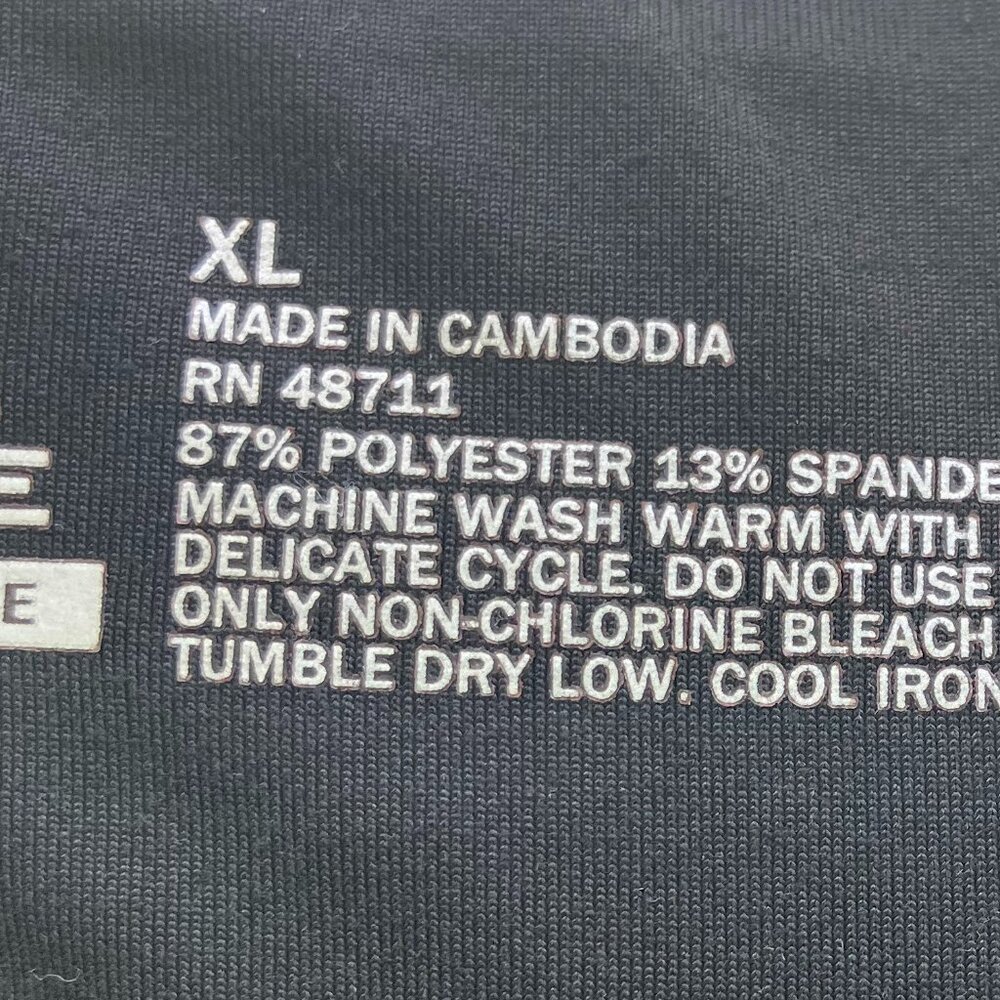 XL
MADE IN CAMBODIA
RN 48711
87% POLYESTER 13% SPANDE
E
MACHINE WASH WARM WITH
DELICATE CYCLE. DO NOT USE
E
ONLY NON-CHLORINE BLEACH
TUMBLE DRY LOW. COOL IRON